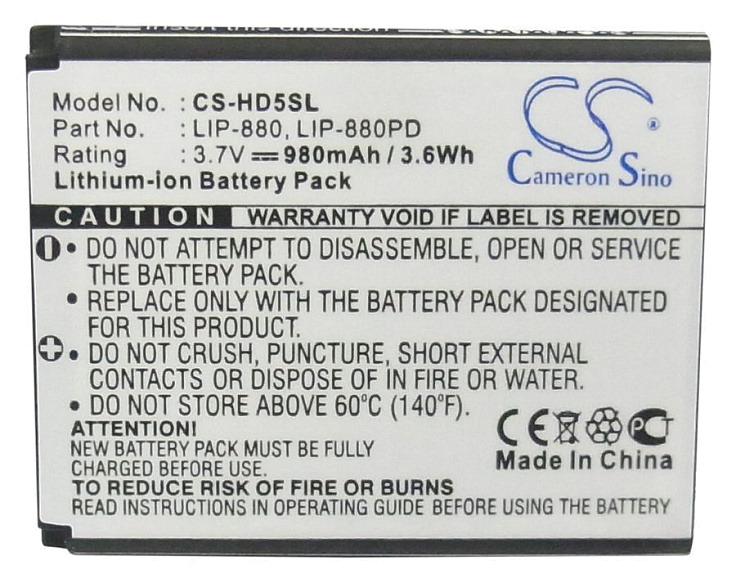 Insert this
Model No. : CS-HD5SL
Part No. : LIP-880, LIP-880PD
Rating : 3.7V 980mAh / 3.6Wh
Lithium-ion Battery Pack
CS ®
Cameron Sino
CAUTION WARRANTY VOID IF LABEL IS REMOVED
• DO NOT ATTEMPT TO DISASSEMBLE, OPEN OR SERVICE
THE BATTERY PACK.
• REPLACE ONLY WITH THE BATTERY PACK DESIGNATED
FOR THIS PRODUCT.
• DO NOT CRUSH, PUNCTURE, SHORT EXTERNAL
CONTACTS OR DISPOSE OF IN FIRE OR WATER.
• DO NOT STORE ABOVE 60°C (140°F).
ATTENTION!
NEW BATTERY PACK MUST BE FULLY
CHARGED BEFORE USE.
CE PCT
Made In China
TO REDUCE RISK OF FIRE OR BURNS
READ INSTRUCTIONS IN OPERATING GUIDE BEFORE USING THE BATTERY